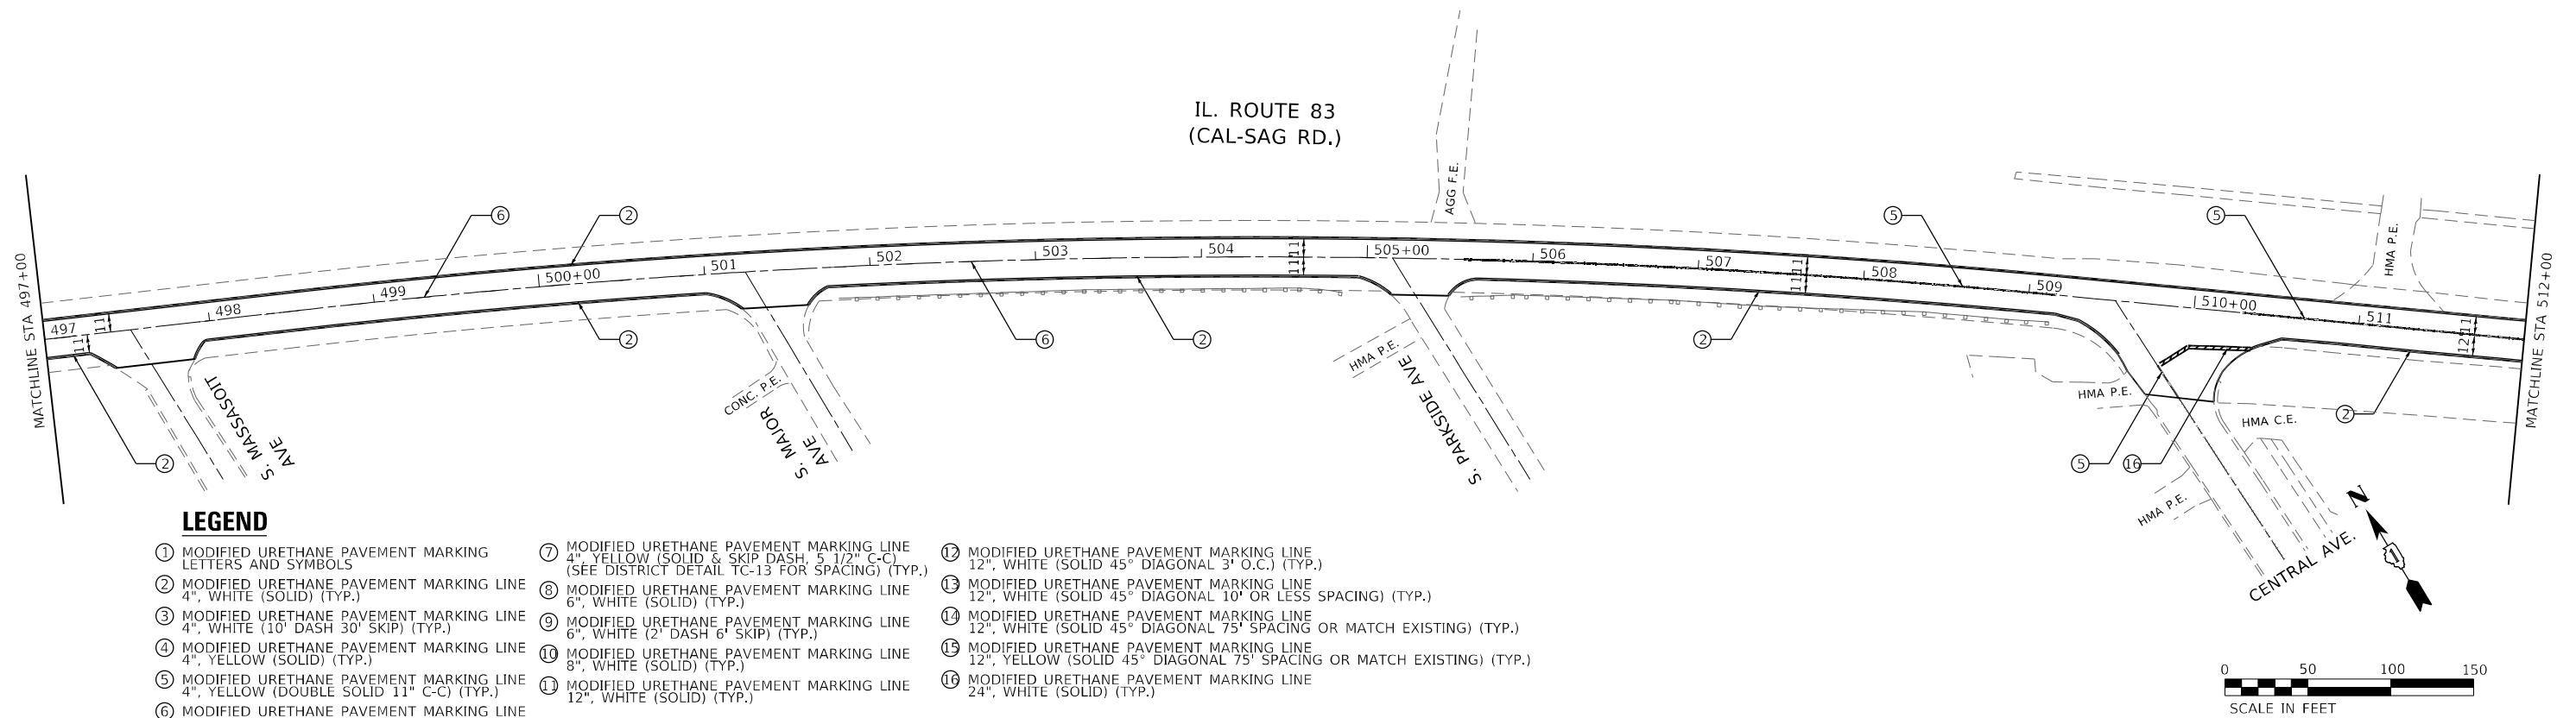 IL. ROUTE 83
(CAL-SAG RD.)
MATCHLINE STA 497+00
MATCHLINE STA 512+00
AGG F.E.
HMA P.E.
6
2
5
5
497
498
499
500+00
501
502
503
504
505+00
506
507
508
509
510+00
511
11
11
11
11
11
11
12
11
2
2
6
2
2
2
5
16
S. MASSASOIT
AVE
CONC. P.E.
S. MAJOR
AVE
HMA P.E.
S. PARKSIDE AVE
HMA P.E.
HMA C.E.
HMA P.E.
CENTRAL AVE.
N
LEGEND
1 MODIFIED URETHANE PAVEMENT MARKING
LETTERS AND SYMBOLS
2 MODIFIED URETHANE PAVEMENT MARKING LINE
4", WHITE (SOLID) (TYP.)
3 MODIFIED URETHANE PAVEMENT MARKING LINE
4", WHITE (10' DASH 30' SKIP) (TYP.)
4 MODIFIED URETHANE PAVEMENT MARKING LINE
4", YELLOW (SOLID) (TYP.)
5 MODIFIED URETHANE PAVEMENT MARKING LINE
4", YELLOW (DOUBLE SOLID 11" C-C) (TYP.)
6 MODIFIED URETHANE PAVEMENT MARKING LINE
7 MODIFIED URETHANE PAVEMENT MARKING LINE
4", YELLOW (SOLID & SKIP DASH, 5 1/2" C-C)
(SEE DISTRICT DETAIL TC-13 FOR SPACING) (TYP.)
8 MODIFIED URETHANE PAVEMENT MARKING LINE
6", WHITE (SOLID) (TYP.)
9 MODIFIED URETHANE PAVEMENT MARKING LINE
6", WHITE (2' DASH 6' SKIP) (TYP.)
10 MODIFIED URETHANE PAVEMENT MARKING LINE
8", WHITE (SOLID) (TYP.)
11 MODIFIED URETHANE PAVEMENT MARKING LINE
12", WHITE (SOLID) (TYP.)
12 MODIFIED URETHANE PAVEMENT MARKING LINE
12", WHITE (SOLID 45° DIAGONAL 3' O.C.) (TYP.)
13 MODIFIED URETHANE PAVEMENT MARKING LINE
12", WHITE (SOLID 45° DIAGONAL 10' OR LESS SPACING) (TYP.)
14 MODIFIED URETHANE PAVEMENT MARKING LINE
12", WHITE (SOLID 45° DIAGONAL 75' SPACING OR MATCH EXISTING) (TYP.)
15 MODIFIED URETHANE PAVEMENT MARKING LINE
12", YELLOW (SOLID 45° DIAGONAL 75' SPACING OR MATCH EXISTING) (TYP.)
16 MODIFIED URETHANE PAVEMENT MARKING LINE
24", WHITE (SOLID) (TYP.)
0 50 100 150
SCALE IN FEET